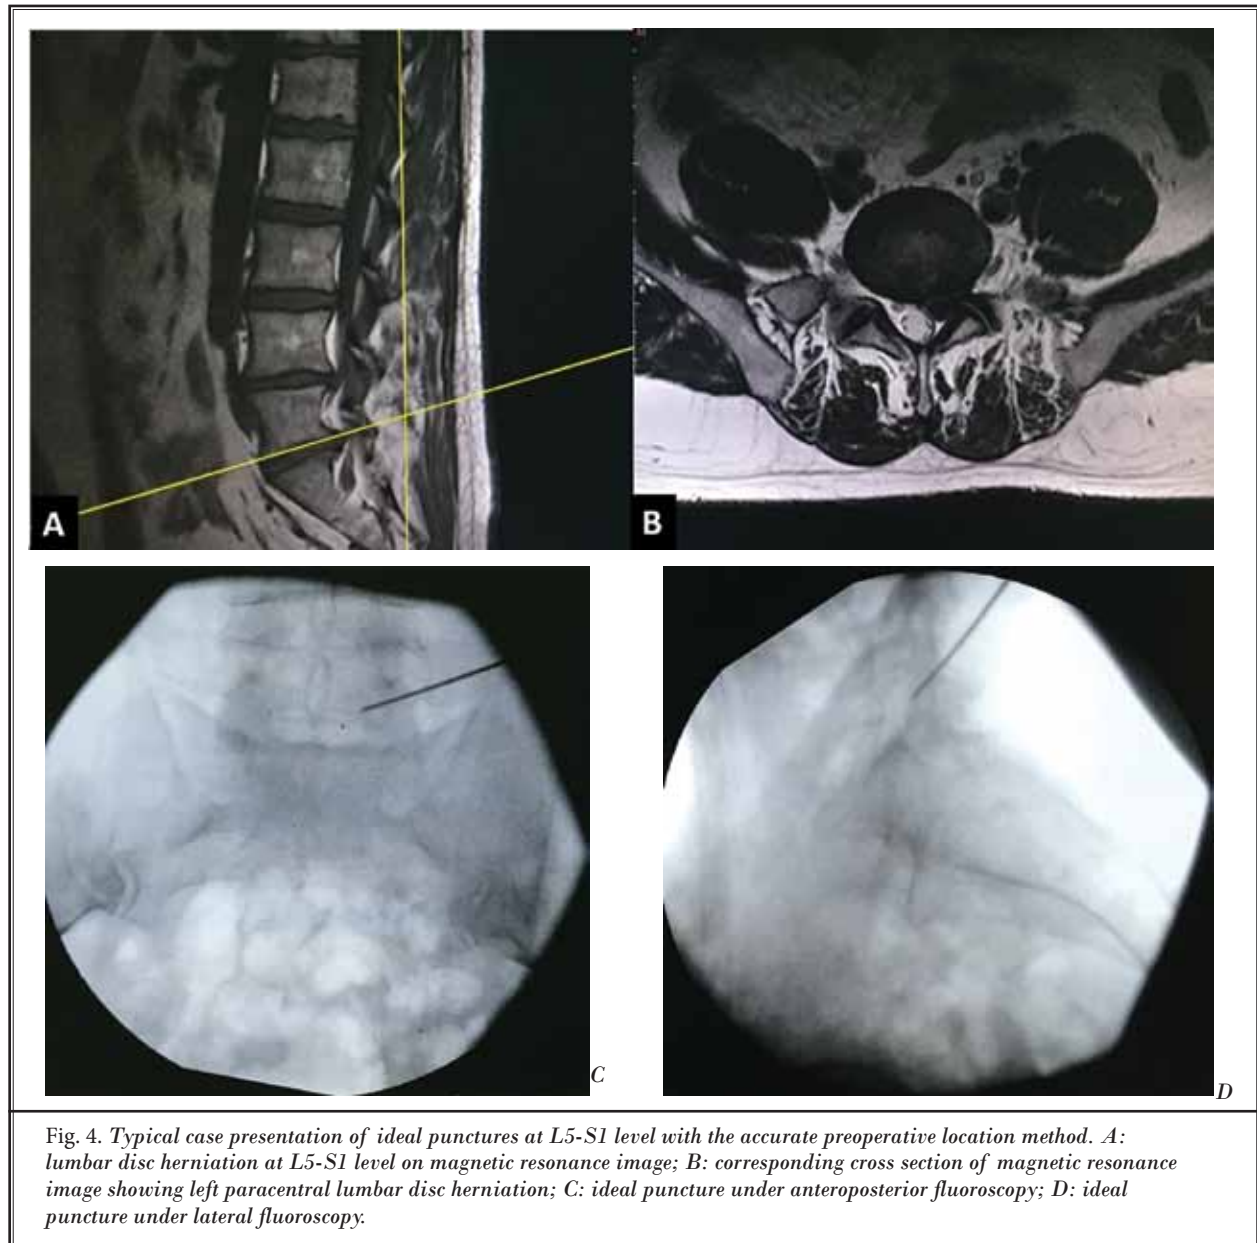 A
B
C
D
Fig. 4. Typical case presentation of ideal punctures at L5-S1 level with the accurate preoperative location method. A:
lumbar disc herniation at L5-S1 level on magnetic resonance image; B: corresponding cross section of magnetic resonance
image showing left paracentral lumbar disc herniation; C: ideal puncture under anteroposterior fluoroscopy; D: ideal
puncture under lateral fluoroscopy.